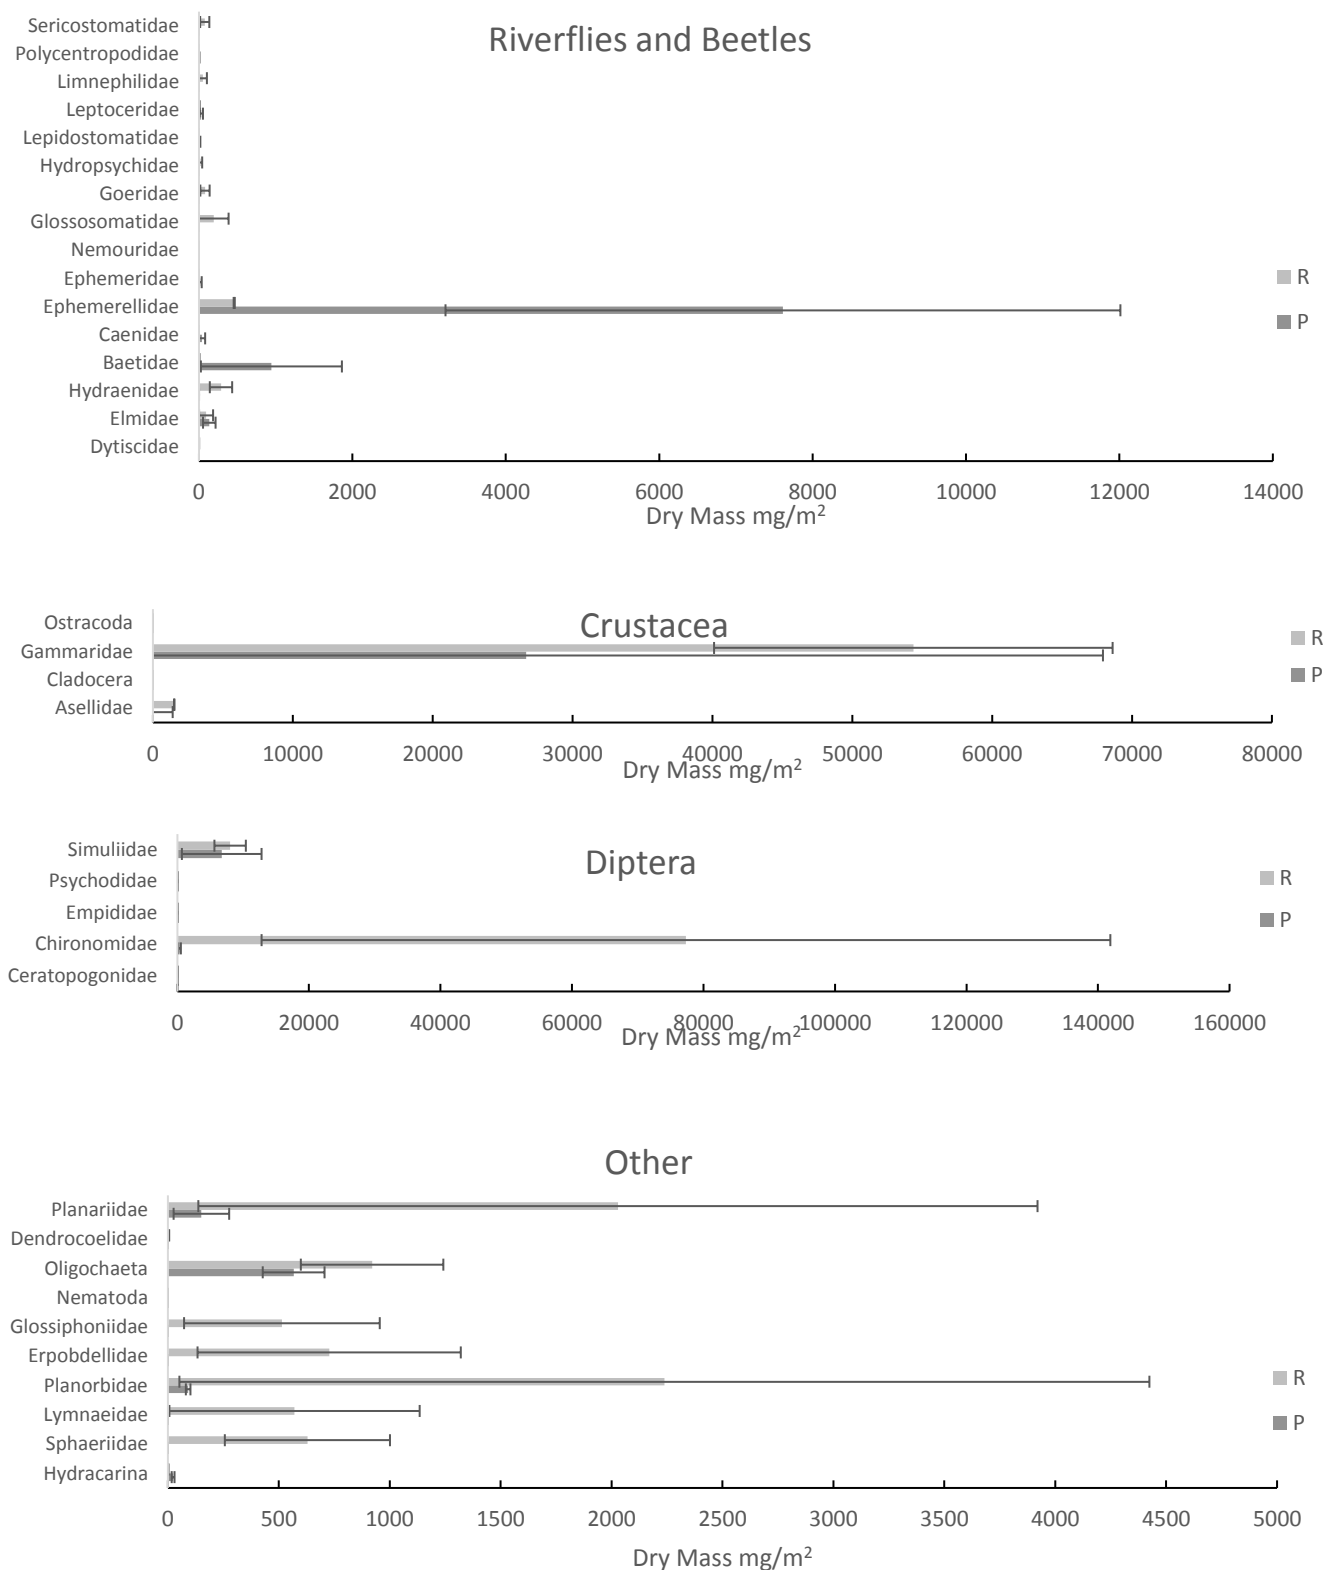 Riverflies and Beetles
Sericostomatidae
Polycentropodidae
Limnephilidae
Leptoceridae
Lepidostomatidae
Hydropsychidae
Goeridae
Glossosomatidae
Nemouridae
Ephemeridae
Ephemerellidae
Caenidae
Baetidae
Hydraenidae
Elmidae
Dytiscidae
R
P
0 2000 4000 6000 8000 10000 12000 14000
Dry Mass mg/m²
Crustacea
Ostracoda
Gammaridae
Cladocera
Asellidae
R
P
0 10000 20000 30000 40000 50000 60000 70000 80000
Dry Mass mg/m²
Diptera
Simuliidae
Psychodidae
Empididae
Chironomidae
Ceratopogonidae
R
P
0 20000 40000 60000 80000 100000 120000 140000 160000
Dry Mass mg/m²
Other
Planariidae
Dendrocoelidae
Oligochaeta
Nematoda
Glossiphoniidae
Erpobdellidae
Planorbidae
Lymnaeidae
Sphaeriidae
Hydracarina
R
P
0 500 1000 1500 2000 2500 3000 3500 4000 4500 5000
Dry Mass mg/m²